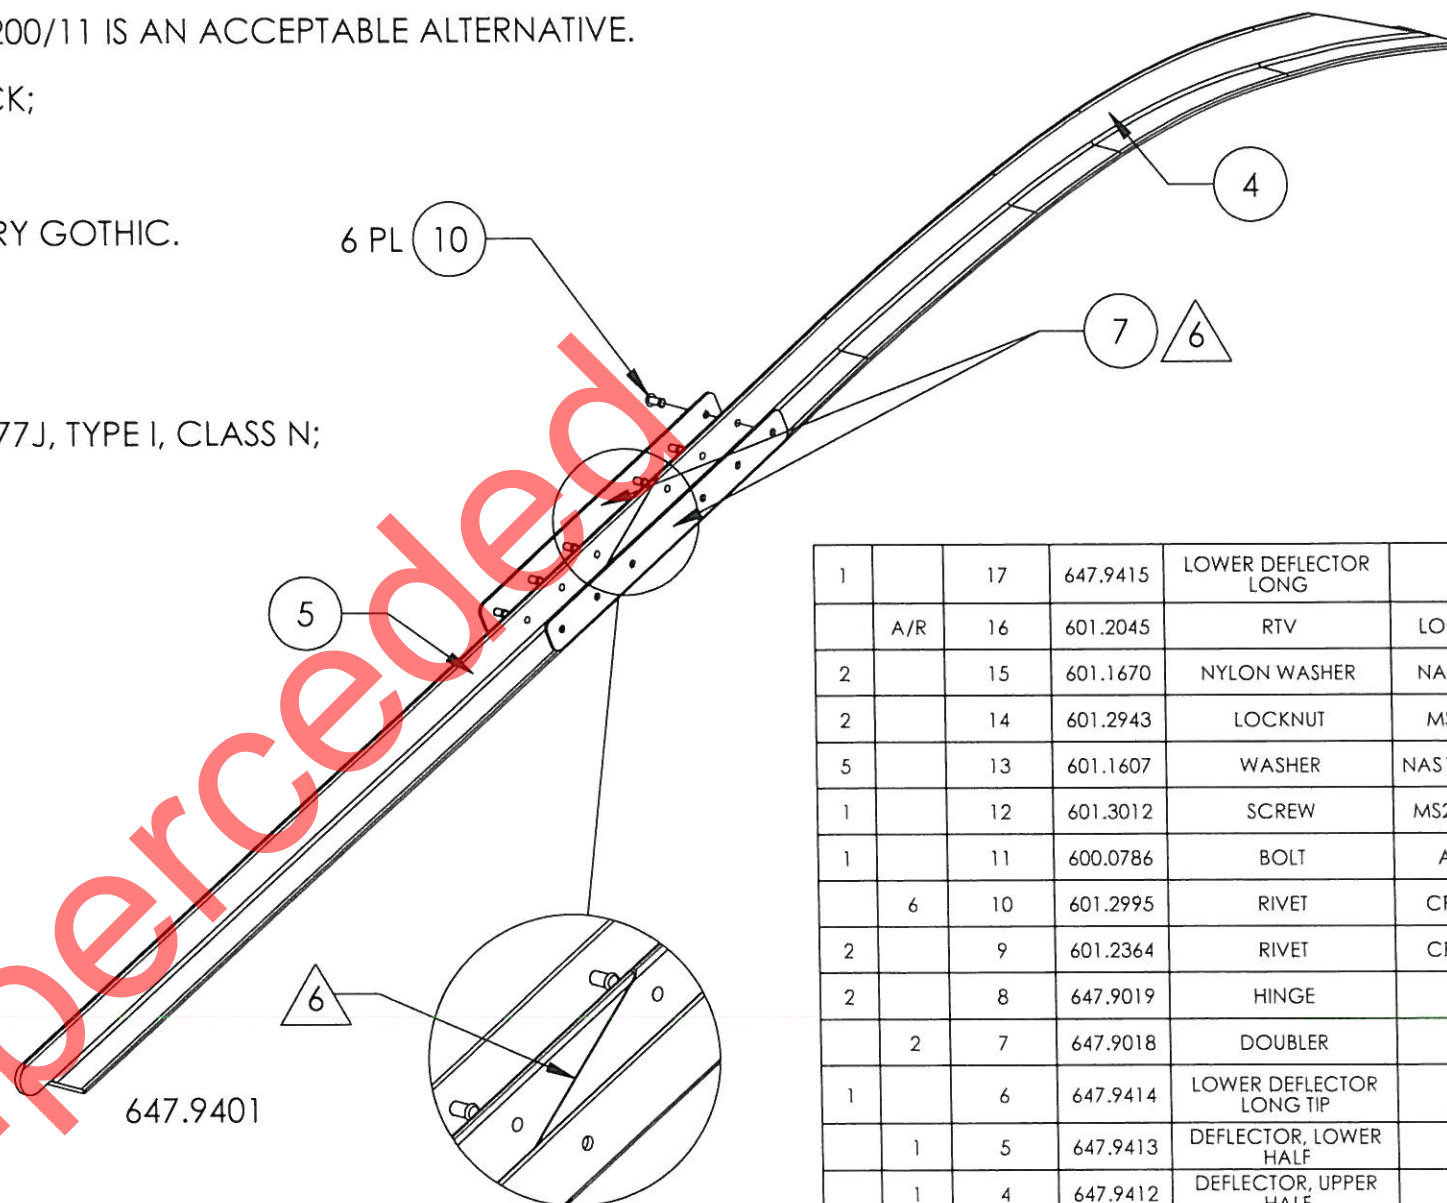 200/11 IS AN ACCEPTABLE ALTERNATIVE.
CK;
RY GOTHIC.
77J, TYPE I, CLASS N;
4
6 PL 10
7 6
5
6
647.9401
perceded
1 17 647.9415 LOWER DEFLECTOR
LONG
A/R 16 601.2045 RTV LO
2 15 601.1670 NYLON WASHER NA
2 14 601.2943 LOCKNUT M
5 13 601.1607 WASHER NAS
1 12 601.3012 SCREW MS2
1 11 600.0786 BOLT A
6 10 601.2995 RIVET C
2 9 601.2364 RIVET C
2 8 647.9019 HINGE
2 7 647.9018 DOUBLER
1 6 647.9414 LOWER DEFLECTOR
LONG TIP
1 5 647.9413 DEFLECTOR, LOWER
HALF
1 4 647.9412 DEFLECTOR, UPPER
HALF